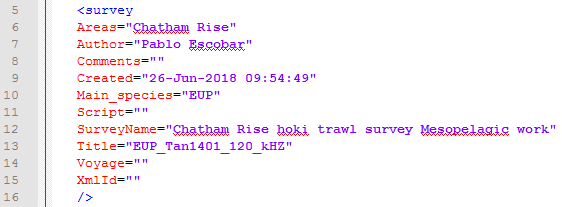 5 <survey
6 Areas="Chatham Rise"
7 Author="Pablo Escobar"
8 Comments=""
9 Created="26-Jun-2018 09:54:49"
10 Main_species="EUP"
11 Script=""
12 SurveyName="Chatham Rise hoki trawl survey Mesopelagic work"
13 Title="EUP_Tan1401_120_kHZ"
14 Voyage=""
15 XmlId=""
16 />